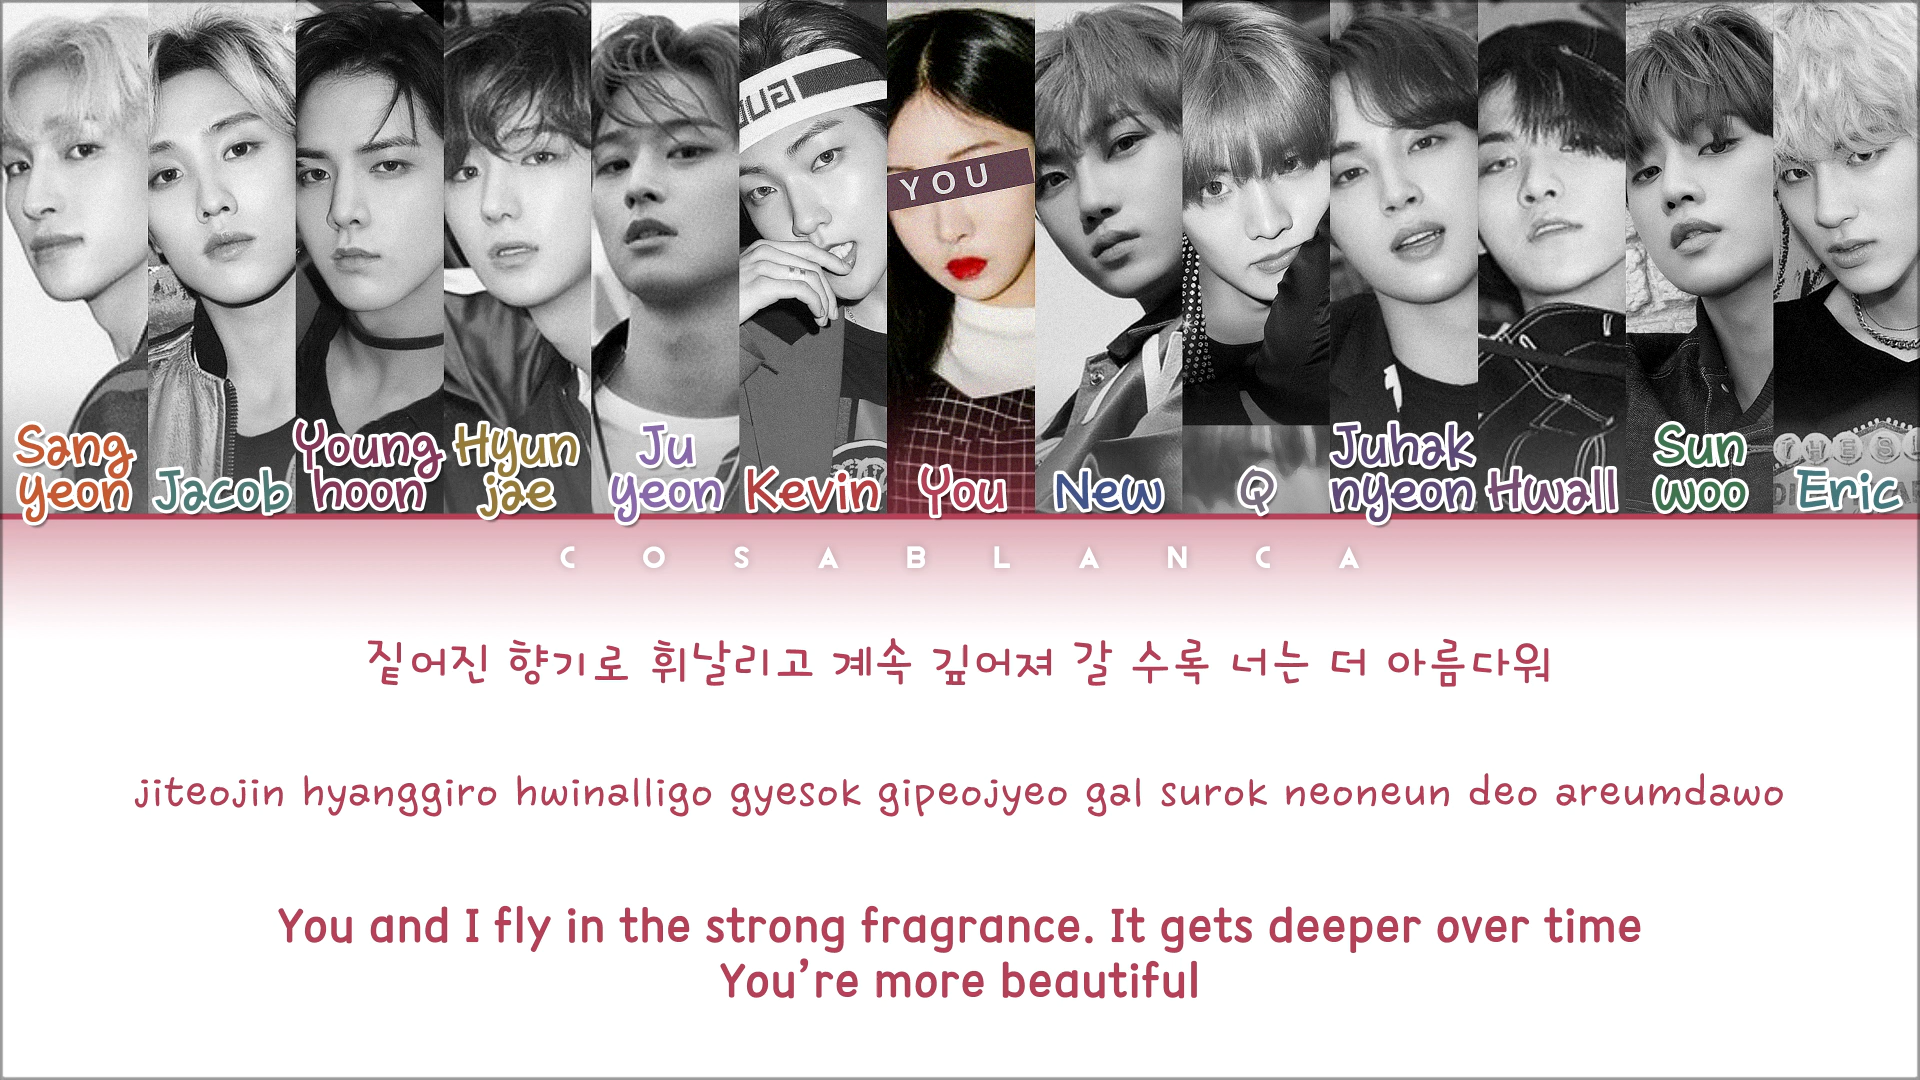 YOU
Sang
yeon
Jacob
Young
hoon
Hyun
jae
Ju
yeon
Kevin
You
New
Q
Juhak
nyeon
Hwall
Sun
woo
Eric
COSABLANCA
짙어진 향기로 휘날리고 계속 깊어져 갈 수록 너는 더 아름다워
jiteojin hyanggiro hwinalligo gyesok gipeojyeo gal surok neoneun deo areumdawo
You and I fly in the strong fragrance. It gets deeper over time
You're more beautiful